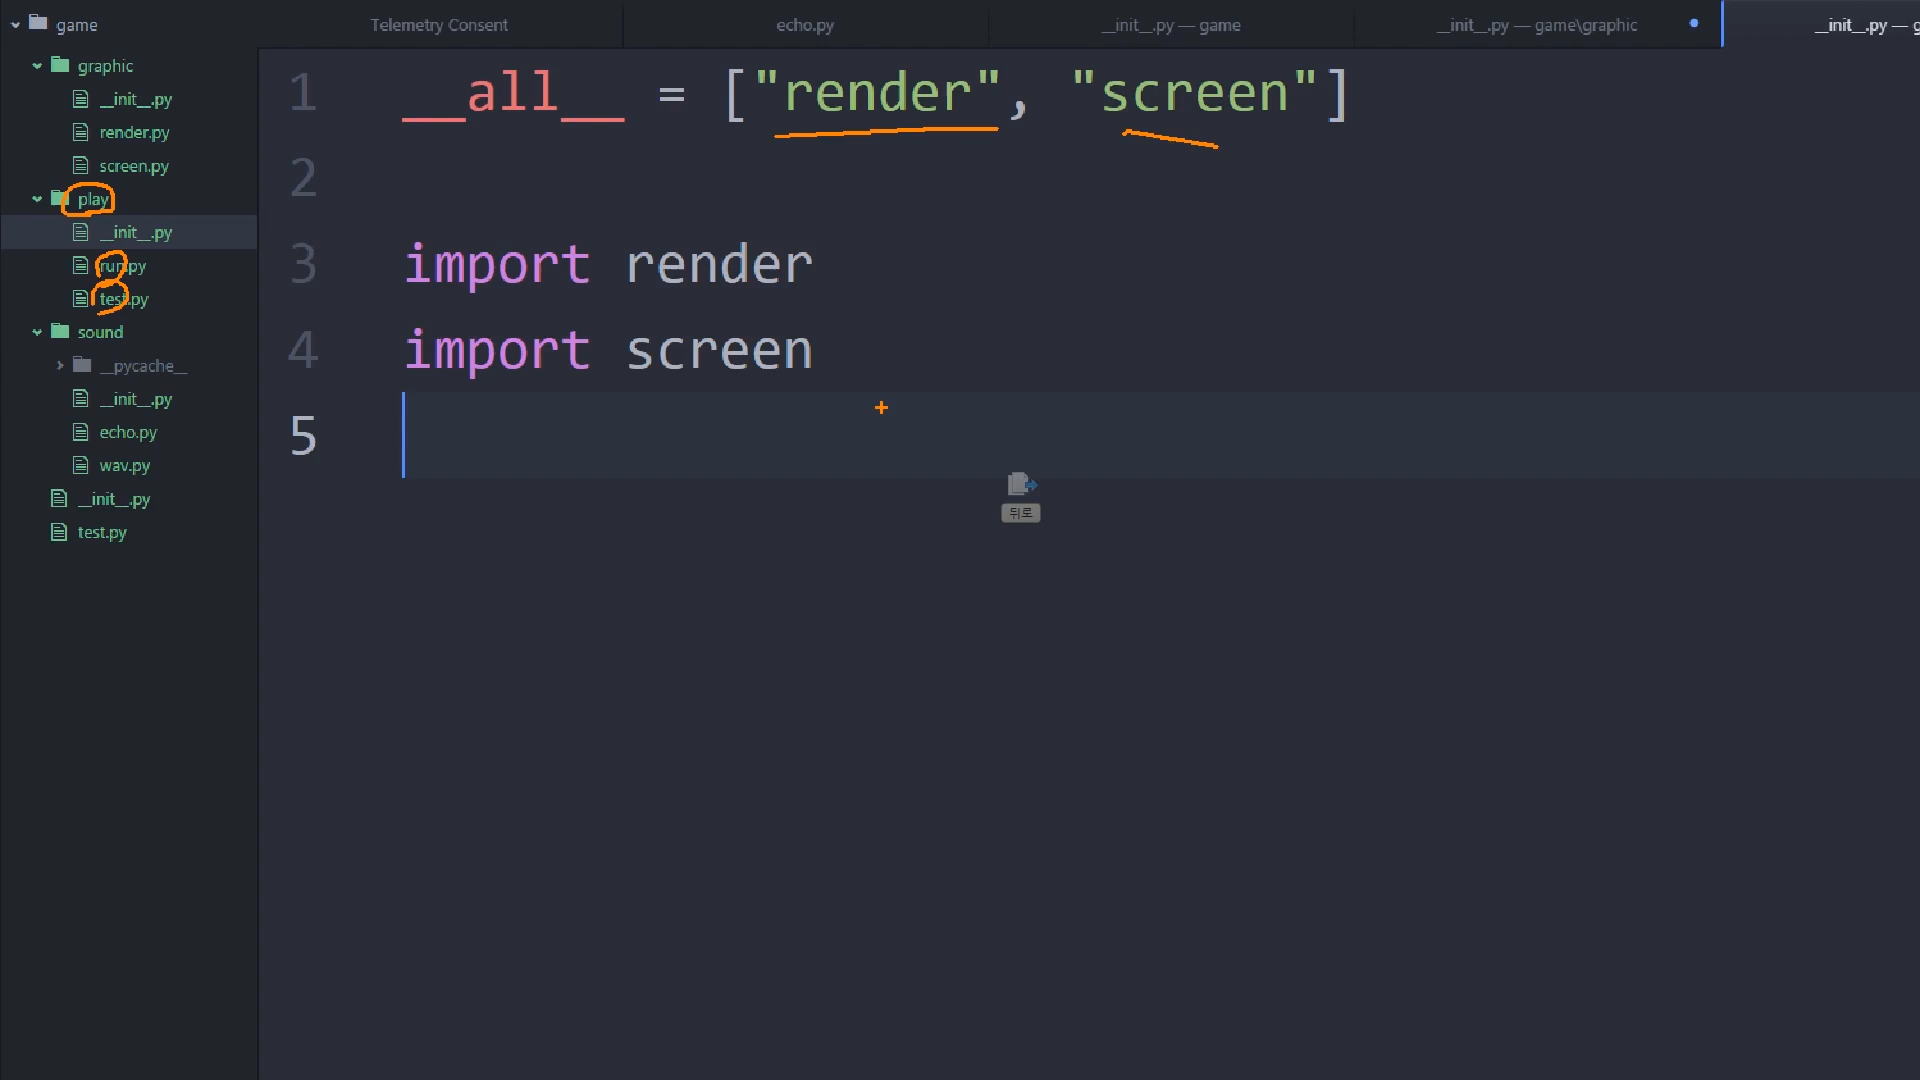 game
graphic
__init__.py
render.py
screen.py
play
__init__.py
run.py
test.py
sound
__pycache__
__init__.py
echo.py
wav.py
__init__.py
test.py
Telemetry Consent
echo.py
__init__.py — game
__init__.py — game\graphic
__init__.py — g
1 __all__ = ["render", "screen"]
2
3 import render
4 import screen
5
뒤로